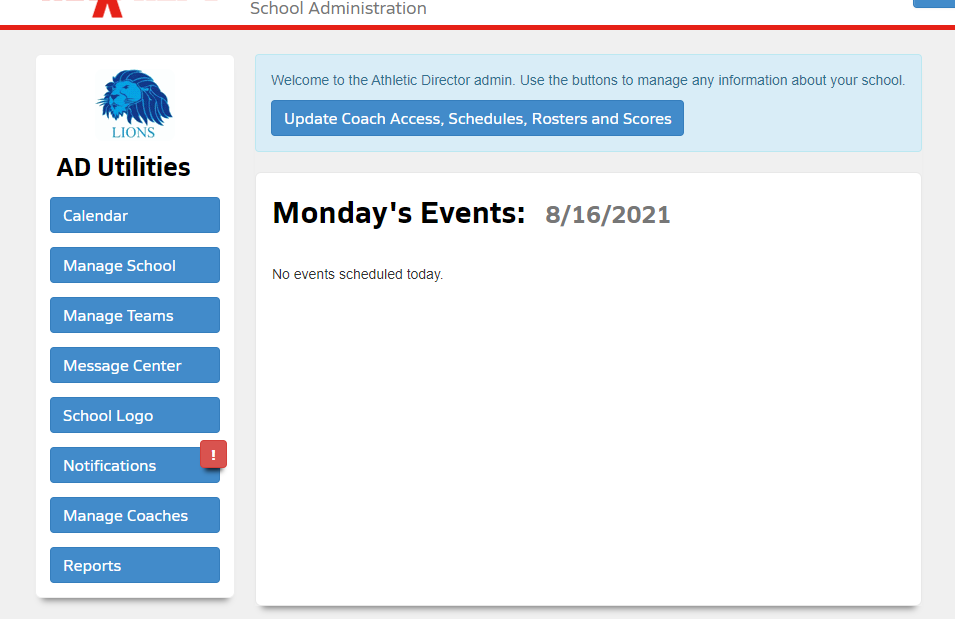 School Administration
LIONS
AD Utilities
Calendar
Manage School
Manage Teams
Message Center
School Logo
Notifications
!
Manage Coaches
Reports
Welcome to the Athletic Director admin. Use the buttons to manage any information about your school.
Update Coach Access, Schedules, Rosters and Scores
Monday's Events: 8/16/2021
No events scheduled today.